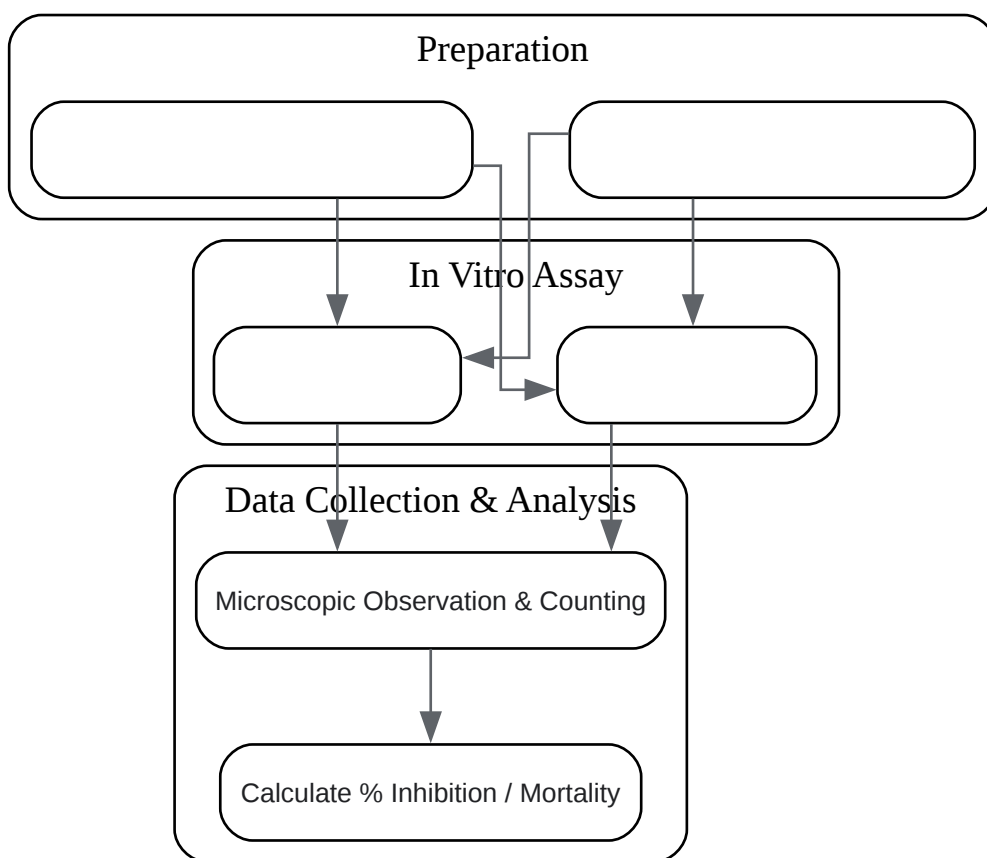 Preparation
In Vitro Assay
Data Collection & Analysis
Microscopic Observation & Counting
Calculate % Inhibition / Mortality